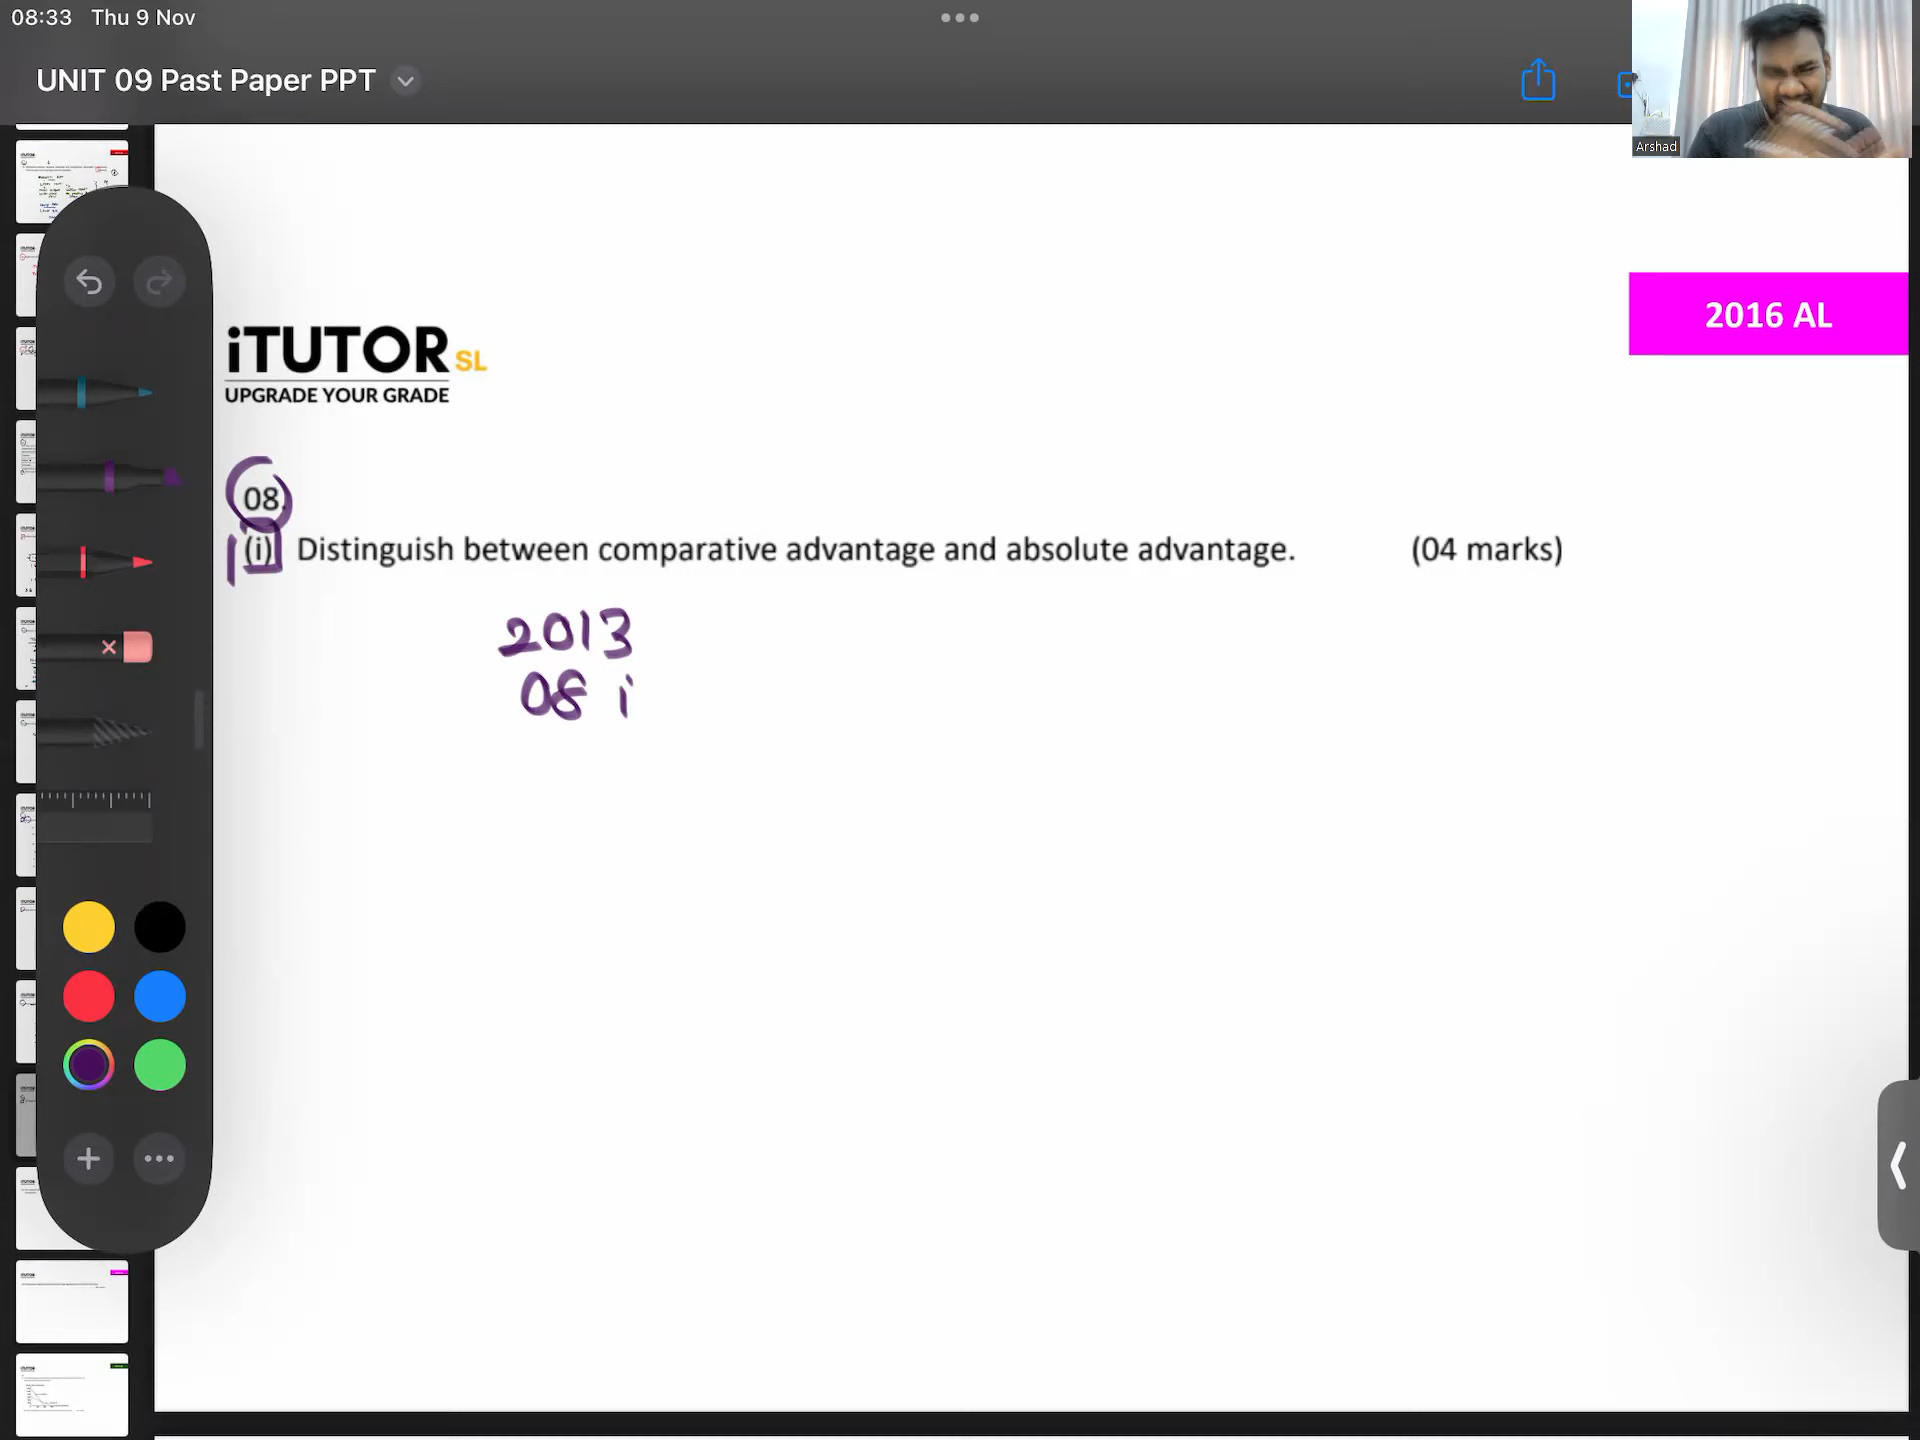 08:33 Thu 9 Nov
UNIT 09 Past Paper PPT
Arshad
2016 AL
iTUTOR SL
UPGRADE YOUR GRADE
08.
(i) Distinguish between comparative advantage and absolute advantage. (04 marks)
2013
08 i